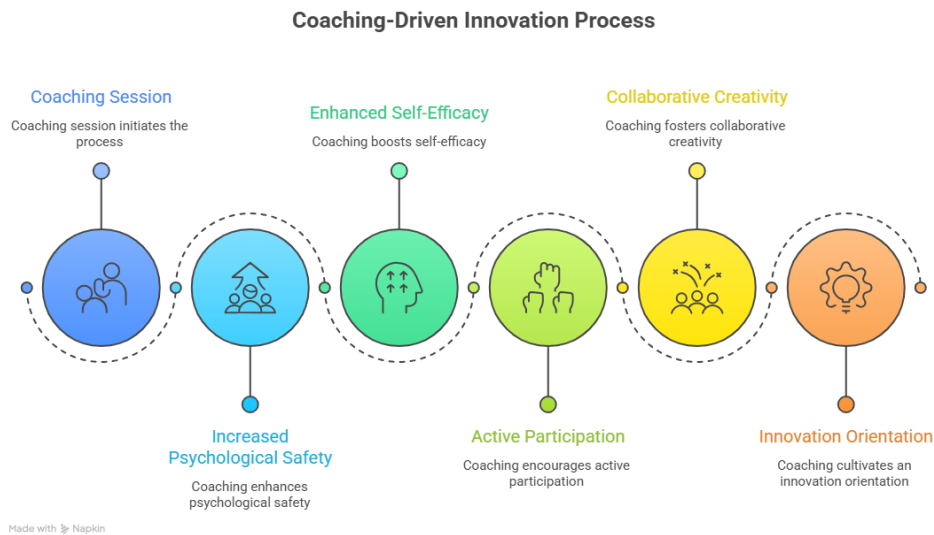 Coaching-Driven Innovation Process
Coaching Session
Coaching session initiates the
process
Increased
Psychological Safety
Coaching enhances
psychological safety
Enhanced Self-Efficacy
Coaching boosts self-efficacy
Active Participation
Coaching encourages active
participation
Collaborative Creativity
Coaching fosters collaborative
creativity
Innovation Orientation
Coaching cultivates an
innovation orientation
Made with Napkin